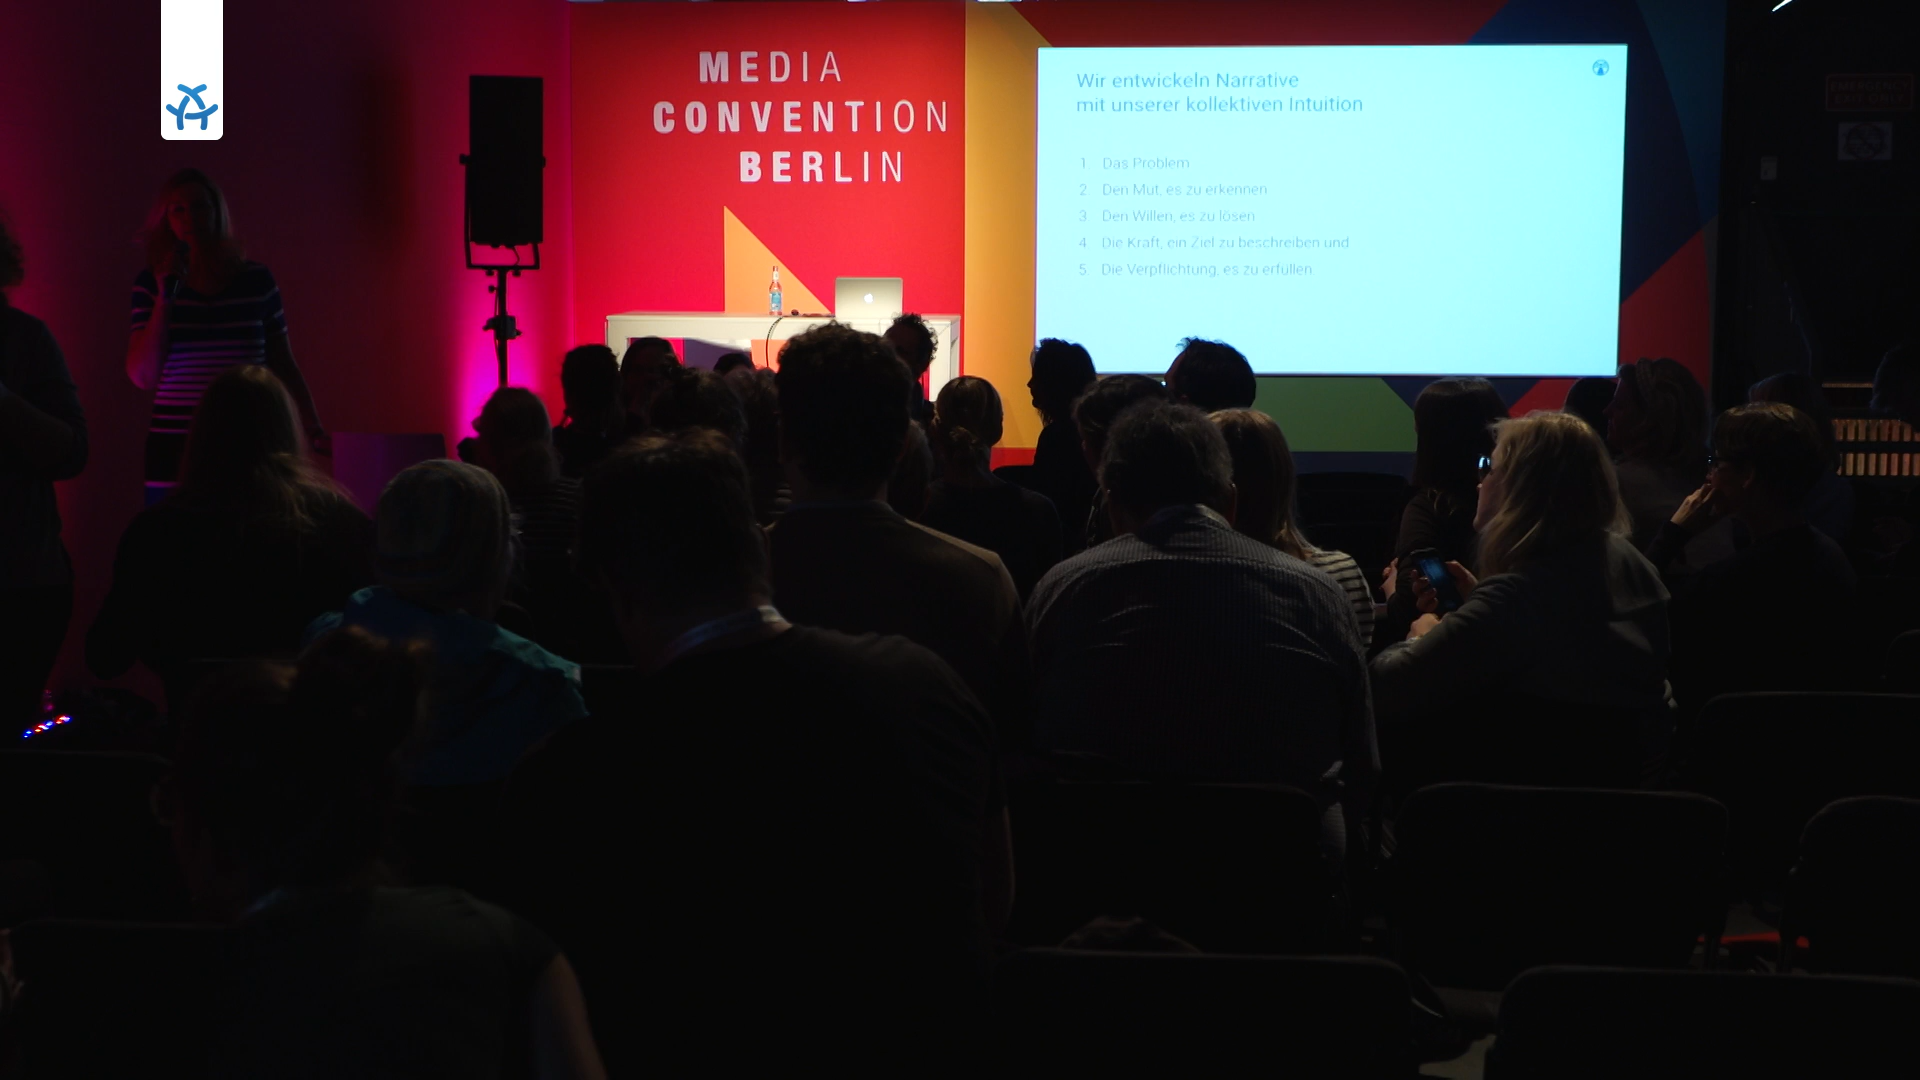 MEDIA
CONVENTION
BERLIN
Wir entwickeln Narrative
mit unserer kollektiven Intuition
1 Das Problem
2 Den Mut, es zu erkennen
3 Den Willen, es zu lösen
4 Die Kraft, ein Ziel zu beschreiben und
5. Die Verpflichtung, es zu erfüllen